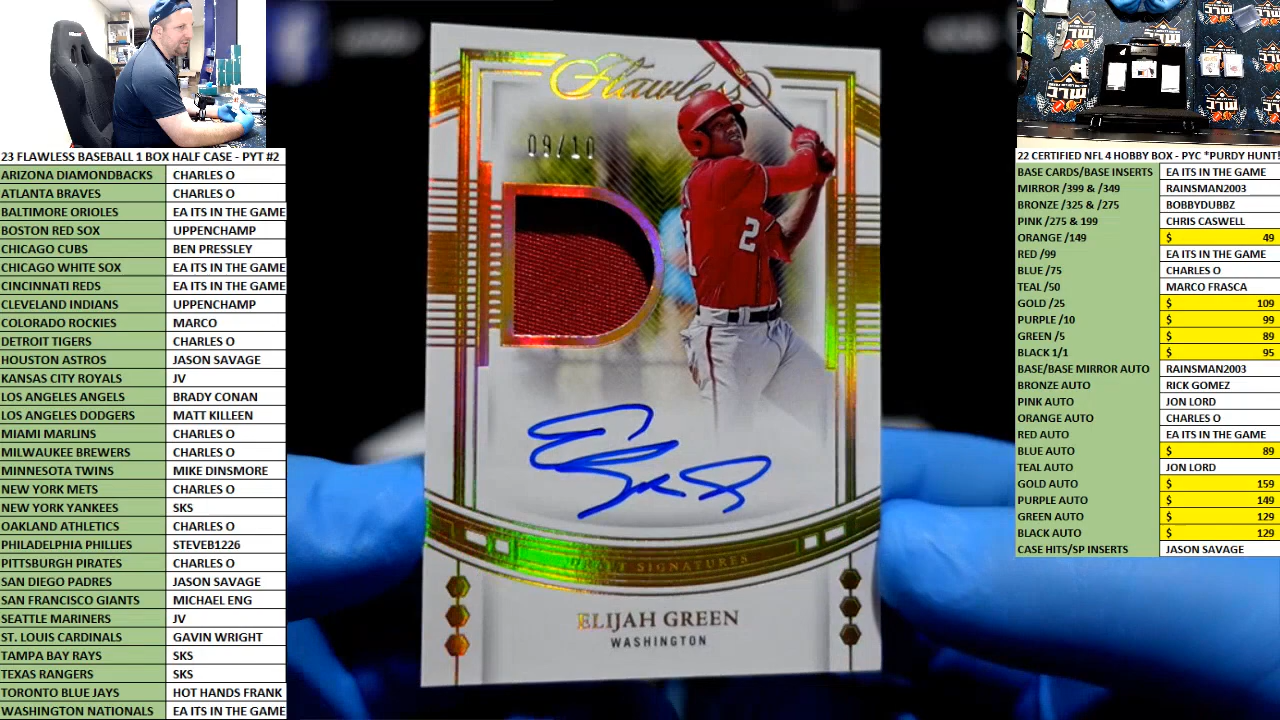 23 FLAWLESS BASEBALL 1 BOX HALF CASE - PYT #2
ARIZONA DIAMONDBACKS CHARLES O
ATLANTA BRAVES CHARLES O
BALTIMORE ORIOLES EA ITS IN THE GAME
BOSTON RED SOX UPPENCHAMP
CHICAGO CUBS BEN PRESSLEY
CHICAGO WHITE SOX EA ITS IN THE GAME
CINCINNATI REDS EA ITS IN THE GAME
CLEVELAND INDIANS UPPENCHAMP
COLORADO ROCKIES MARCO
DETROIT TIGERS CHARLES O
HOUSTON ASTROS JASON SAVAGE
KANSAS CITY ROYALS JV
LOS ANGELES ANGELS BRADY CONAN
LOS ANGELES DODGERS MATT KILLEEN
MIAMI MARLINS CHARLES O
MILWAUKEE BREWERS CHARLES O
MINNESOTA TWINS MIKE DINSMORE
NEW YORK METS CHARLES O
NEW YORK YANKEES SKS
OAKLAND ATHLETICS CHARLES O
PHILADELPHIA PHILLIES STEVEB1226
PITTSBURGH PIRATES CHARLES O
SAN DIEGO PADRES JASON SAVAGE
SAN FRANCISCO GIANTS MICHAEL ENG
SEATTLE MARINERS JV
ST. LOUIS CARDINALS GAVIN WRIGHT
TAMPA BAY RAYS SKS
TEXAS RANGERS SKS
TORONTO BLUE JAYS HOT HANDS FRANK
WASHINGTON NATIONALS EA ITS IN THE GAME
Flawless
09/10
2
SIGNATURES
ELIJAH GREEN
WASHINGTON
22 CERTIFIED NFL 4 HOBBY BOX - PYC *PURDY HUNT!
BASE CARDS/BASE INSERTS EA ITS IN THE GAME
MIRROR /399 & /349 RAINSMAN2003
BRONZE /325 & /275 BOBBYDUBBZ
PINK /275 & 199 CHRIS CASWELL
ORANGE /149 $ 49
RED /99 EA ITS IN THE GAME
BLUE /75 CHARLES O
TEAL /50 MARCO FRASCA
GOLD /25 $ 109
PURPLE /10 $ 99
GREEN /5 $ 89
BLACK 1/1 $ 95
BASE/BASE MIRROR AUTO RAINSMAN2003
BRONZE AUTO RICK GOMEZ
PINK AUTO JON LORD
ORANGE AUTO CHARLES O
RED AUTO EA ITS IN THE GAME
BLUE AUTO $ 89
TEAL AUTO JON LORD
GOLD AUTO $ 159
PURPLE AUTO $ 149
GREEN AUTO $ 129
BLACK AUTO $ 129
CASE HITS/SP INSERTS JASON SAVAGE